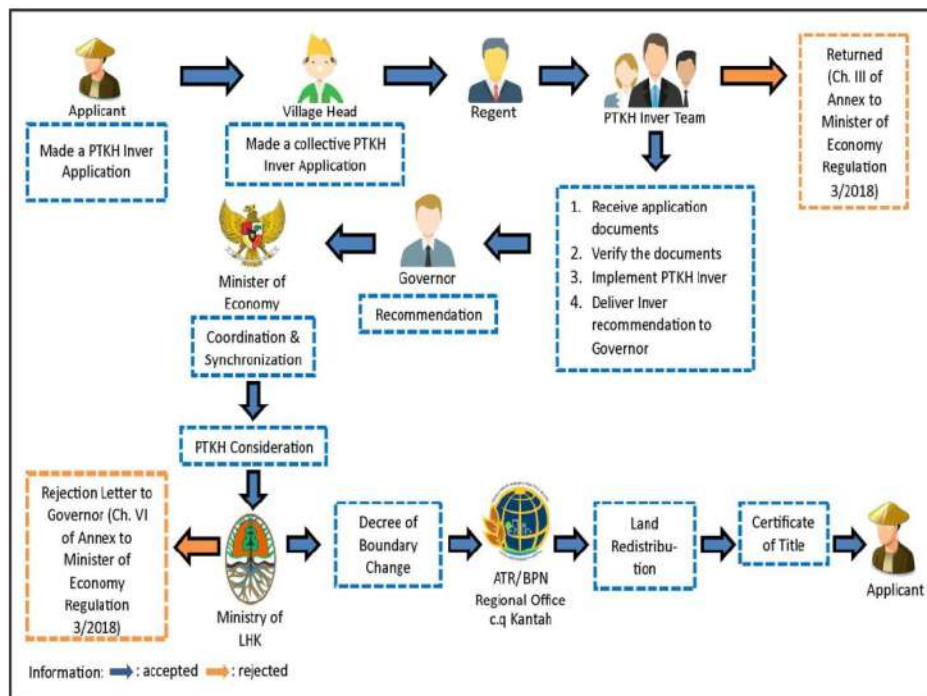 Applicant
Village Head
Regent
PTKH Inver Team
Returned
(Ch. III of
Annex to
Minister of
Economy
Regulation
3/2018)
Made a PTKH Inver
Application
Made a collective PTKH
Inver Application
1. Receive application
documents
2. Verify the documents
3. Implement PTKH Inver
4. Deliver Inver
recommendation to
Governor
Governor
Recommendation
Minister of
Economy
Coordination &
Synchronization
PTKH Consideration
Rejection Letter to
Governor (Ch. VI
of Annex to
Minister of
Economy
Regulation
3/2018)
Ministry of
LHK
Decree of
Boundary
Change
ATR/BPN
Regional Office
c.q Kantah
Land
Redistribu-
tion
Certificate
of Title
Applicant
Information: : accepted : rejected